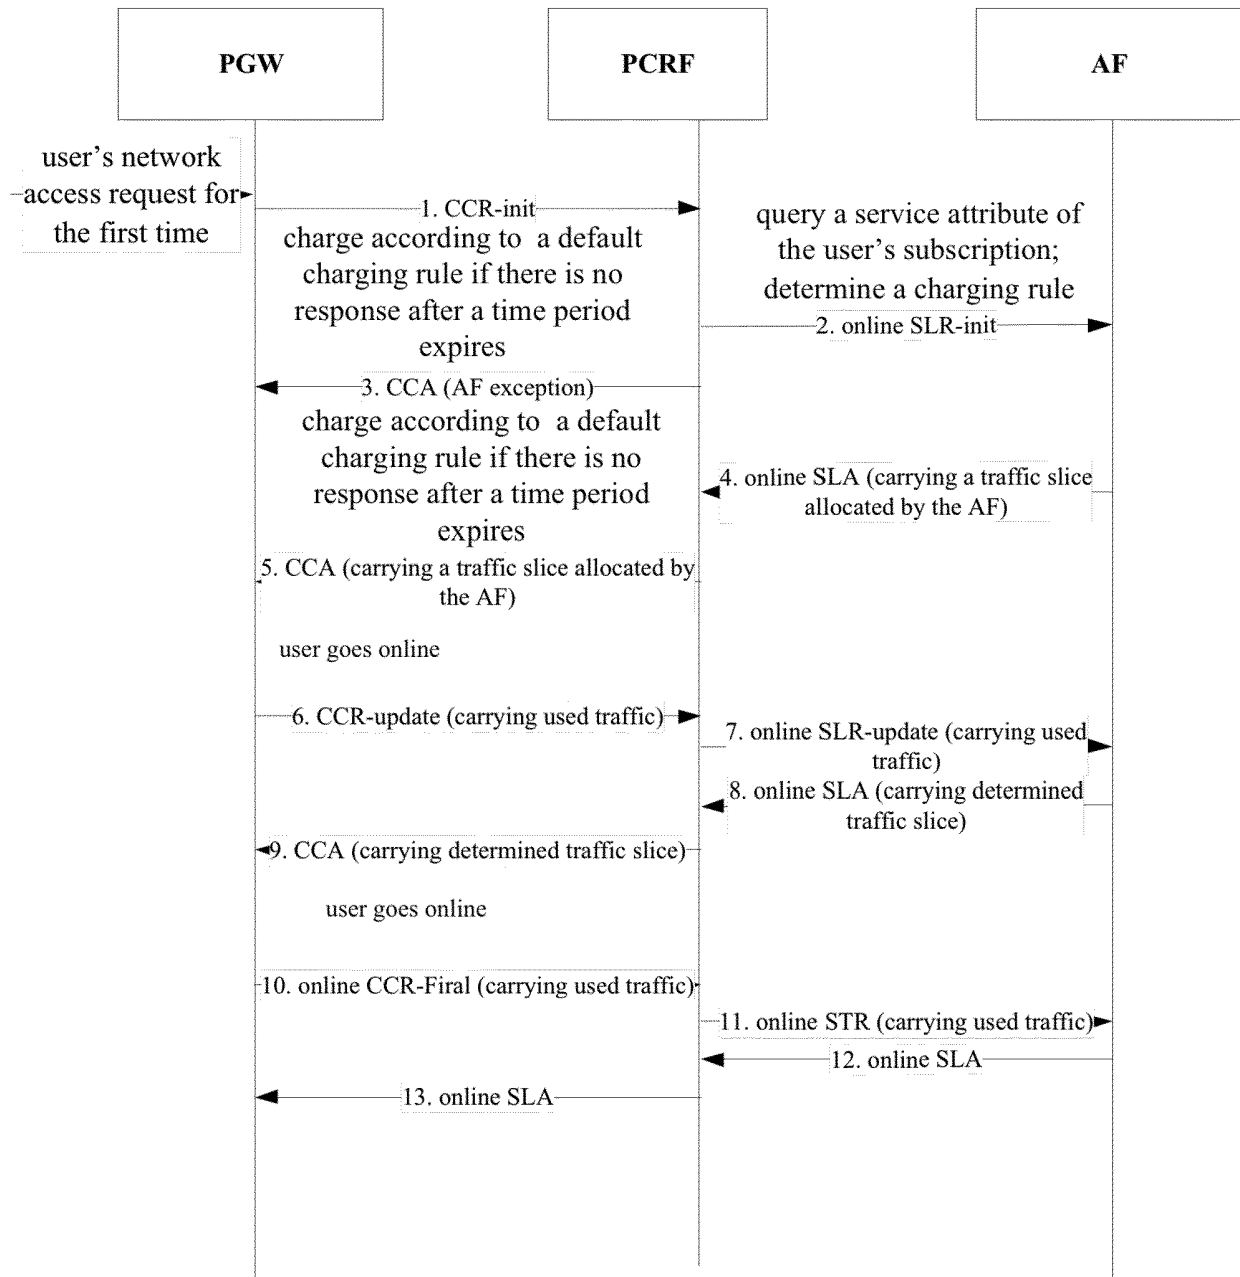 PGW
PCRF
AF
user's network
access request for
the first time
1. CCR-init
charge according to a default
charging rule if there is no
response after a time period
expires
query a service attribute of
the user's subscription;
determine a charging rule
2. online SLR-init
3. CCA (AF exception)
charge according to a default
charging rule if there is no
response after a time period
expires
4. online SLA (carrying a traffic slice
allocated by the AF)
5. CCA (carrying a traffic slice allocated by
the AF)
user goes online
6. CCR-update (carrying used traffic)
7. online SLR-update (carrying used
traffic)
8. online SLA (carrying determined
traffic slice)
9. CCA (carrying determined traffic slice)
user goes online
10. online CCR-Firal (carrying used traffic)
11. online STR (carrying used traffic)
12. online SLA
13. online SLA